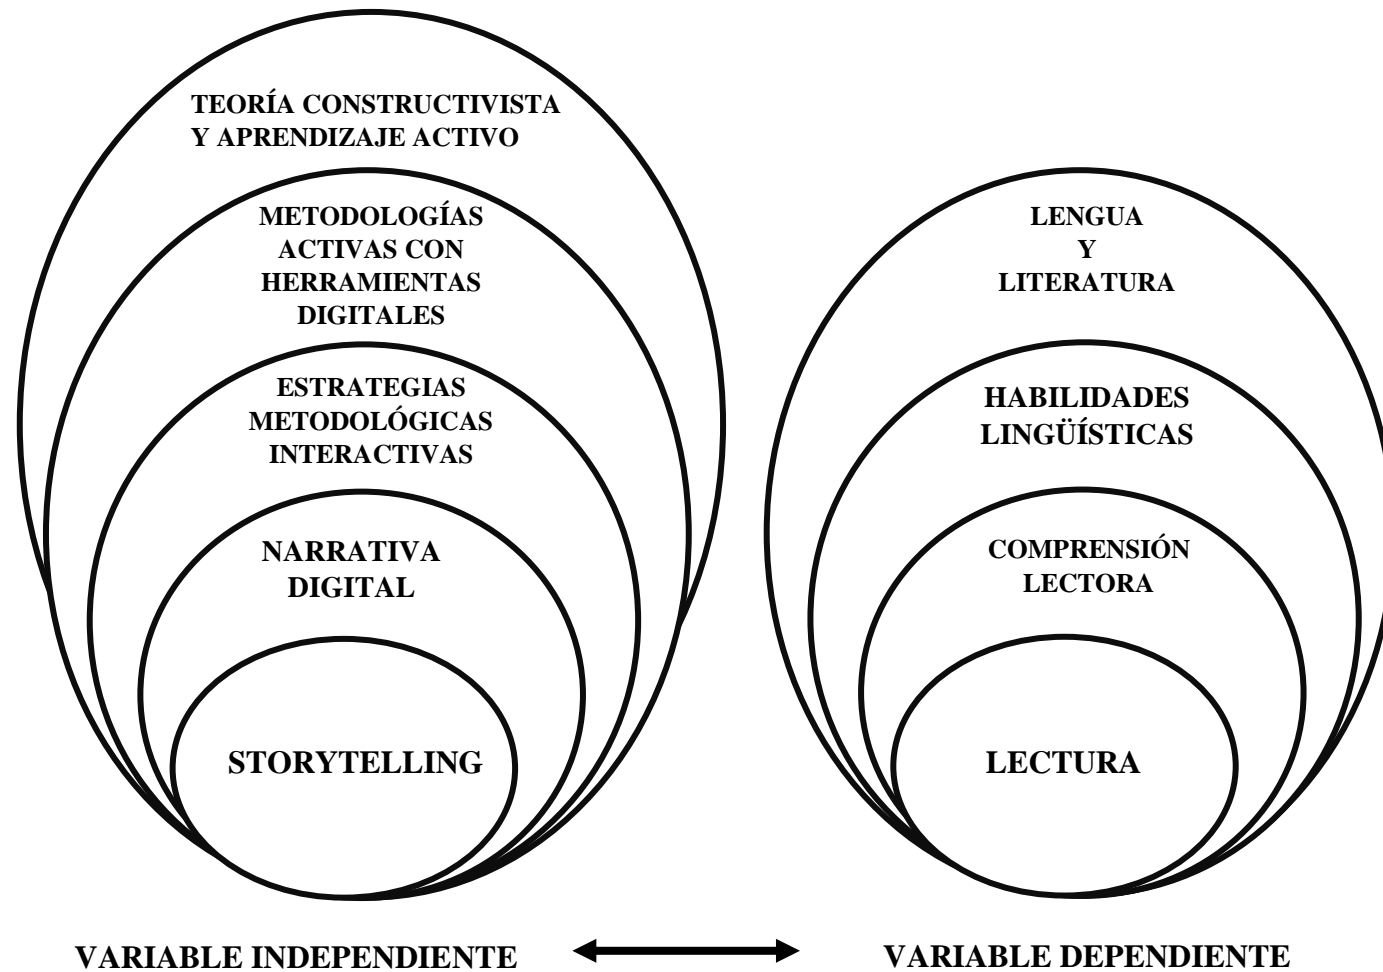 TEORÍA CONSTRUCTIVISTA
Y APRENDIZAJE ACTIVO
METODOLOGÍAS
ACTIVAS CON
HERRAMIENTAS
DIGITALES
ESTRATEGIAS
METODOLÓGICAS
INTERACTIVAS
NARRATIVA
DIGITAL
STORYTELLING
VARIABLE INDEPENDIENTE
LENGUA
Y
LITERATURA
HABILIDADES
LINGÜÍSTICAS
COMPRENSIÓN
LECTORA
LECTURA
VARIABLE DEPENDIENTE